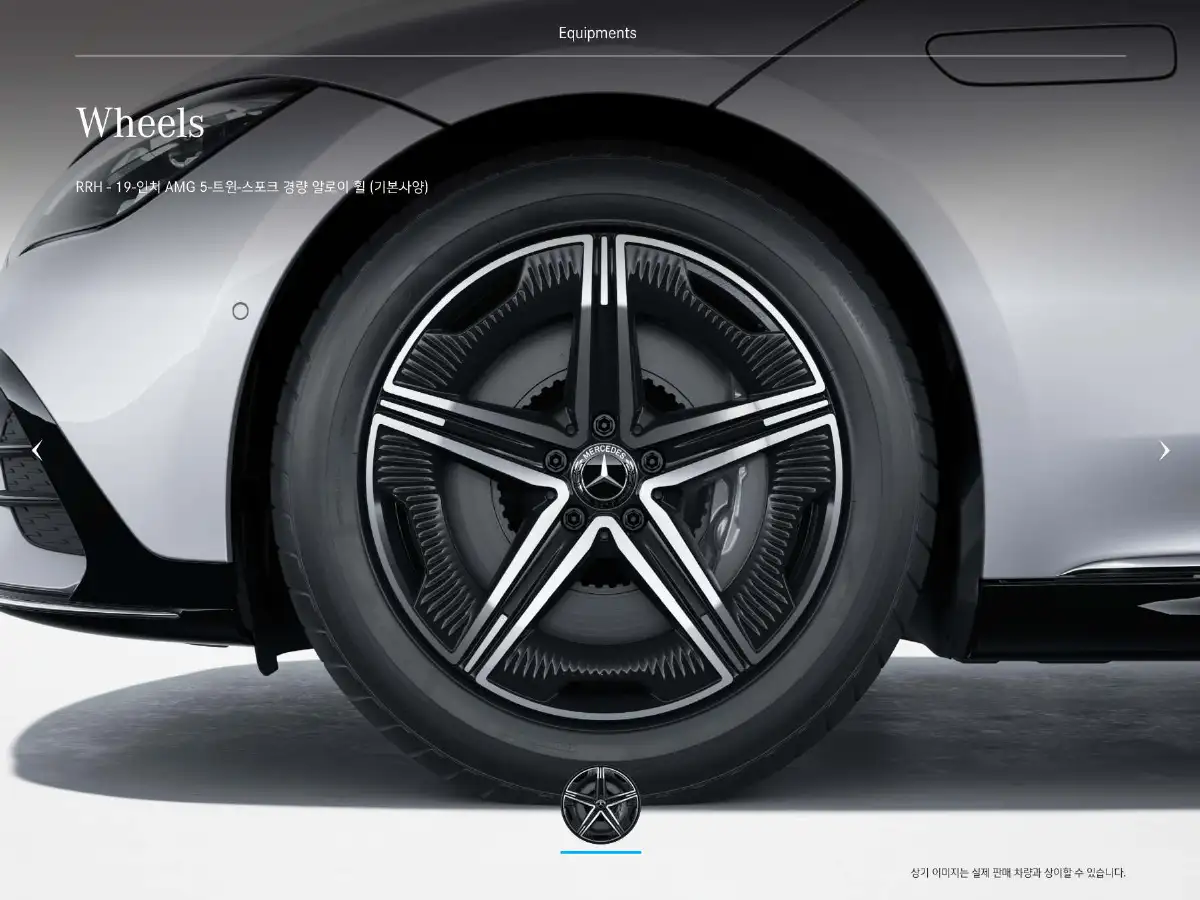 Equipments
Wheels
RRH - 19-인치 AMG 5-트윈-스포크 경량 알로이 휠 (기본사양)
MERCEDES
상기 이미지는 실제 판매 차량과 상이할 수 있습니다.